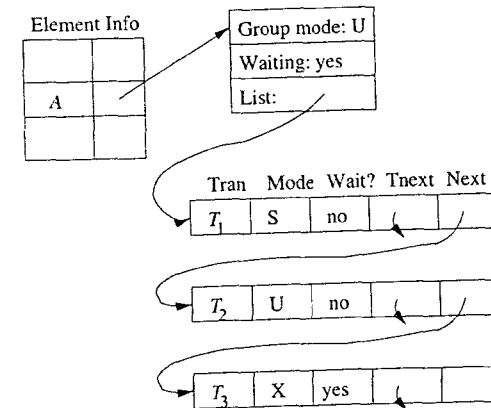 Element Info
Group mode: U
Waiting: yes
A
List:
Tran Mode Wait? Tnext Next
T1 S no
T2 U no
T3 X yes